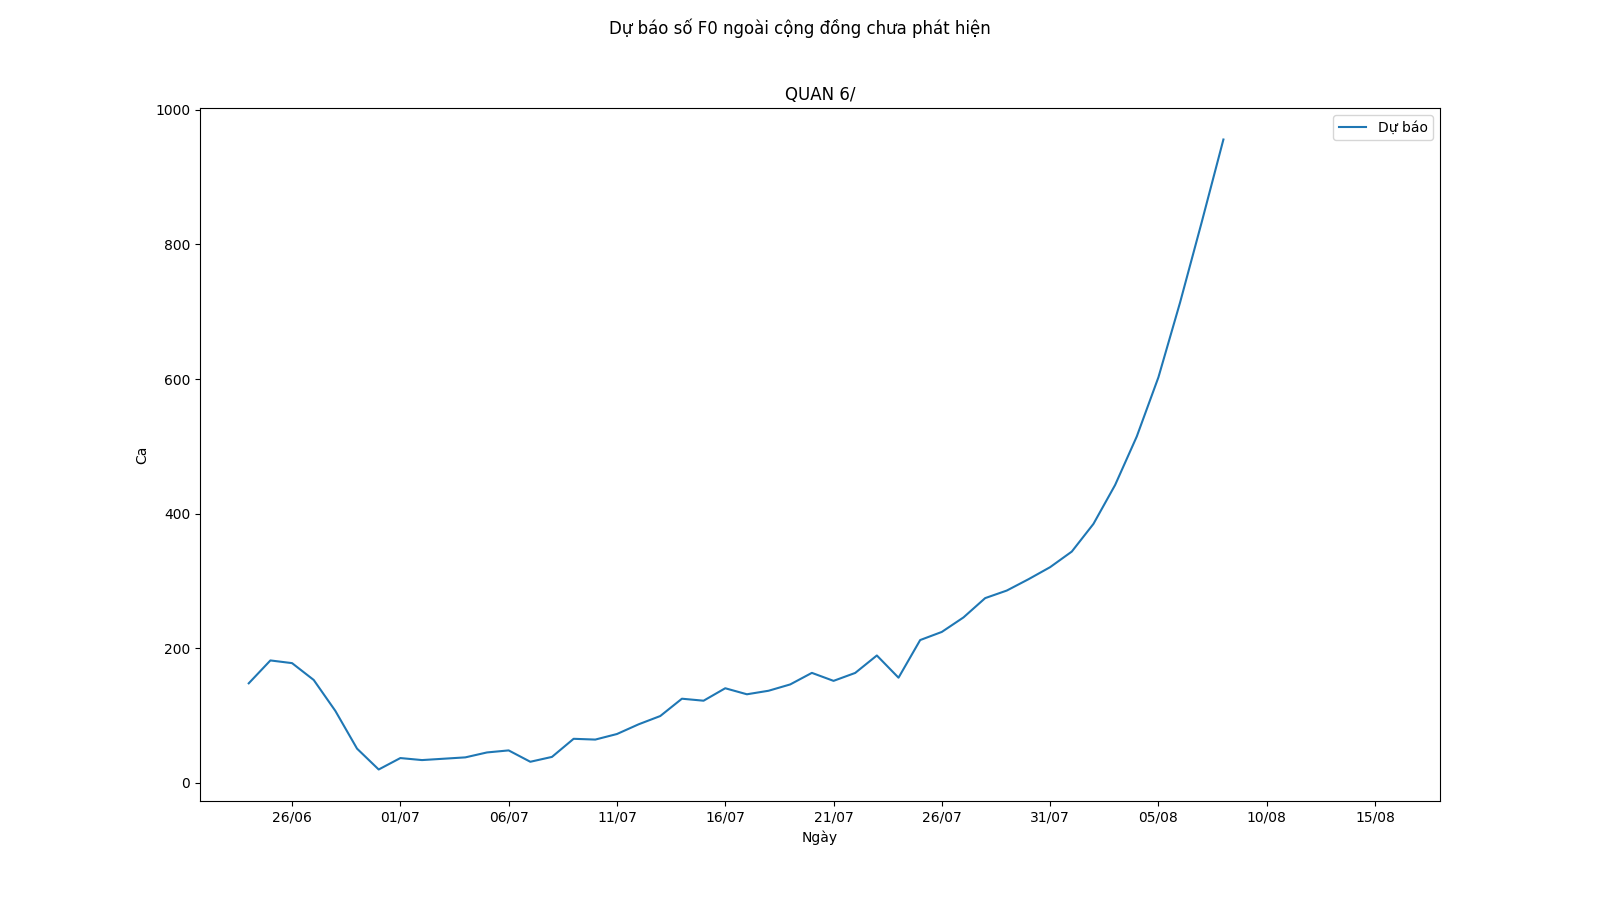 Dự báo số F0 ngoài cộng đồng chưa phát hiện
QUAN 6/
1000
800
600
400
200
0
Ca
Dự báo
26/06 01/07 06/07 11/07 16/07 21/07 26/07 31/07 05/08 10/08 15/08
Ngày